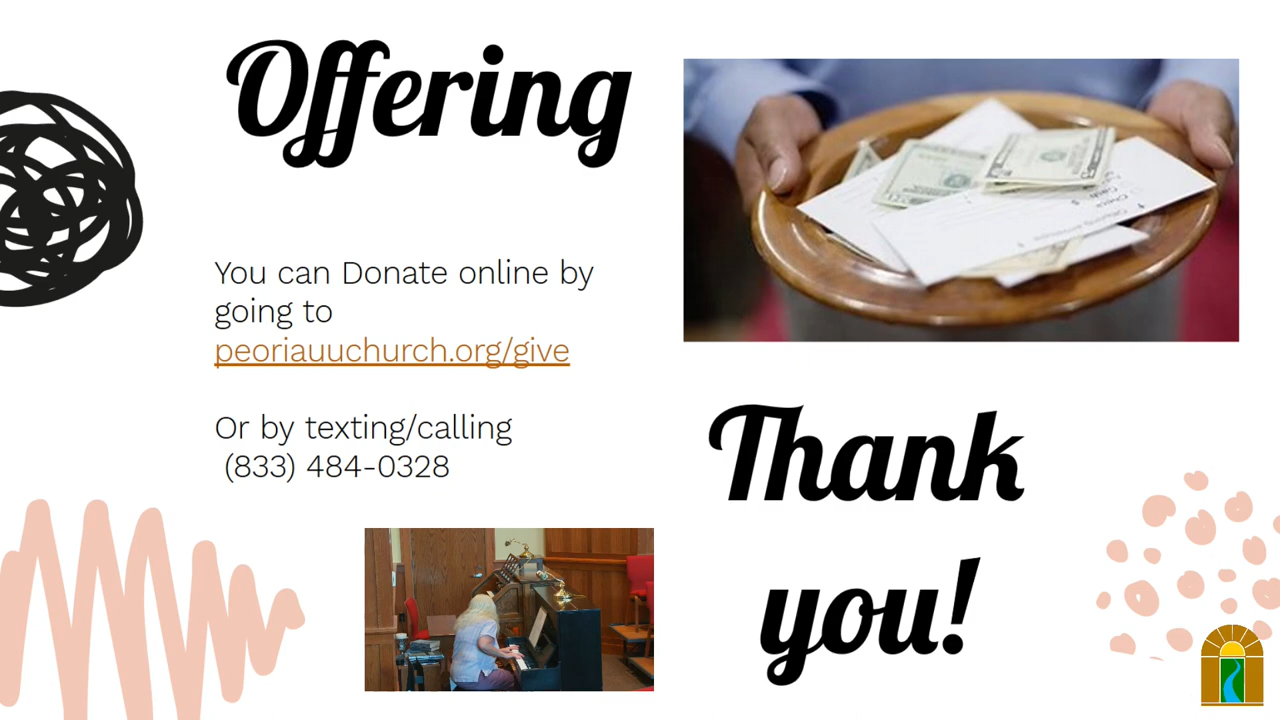 Offering
You can Donate online by
going to
peoriauuchurch.org/give
Or by texting/calling
(833) 484-0328
Thank
you!